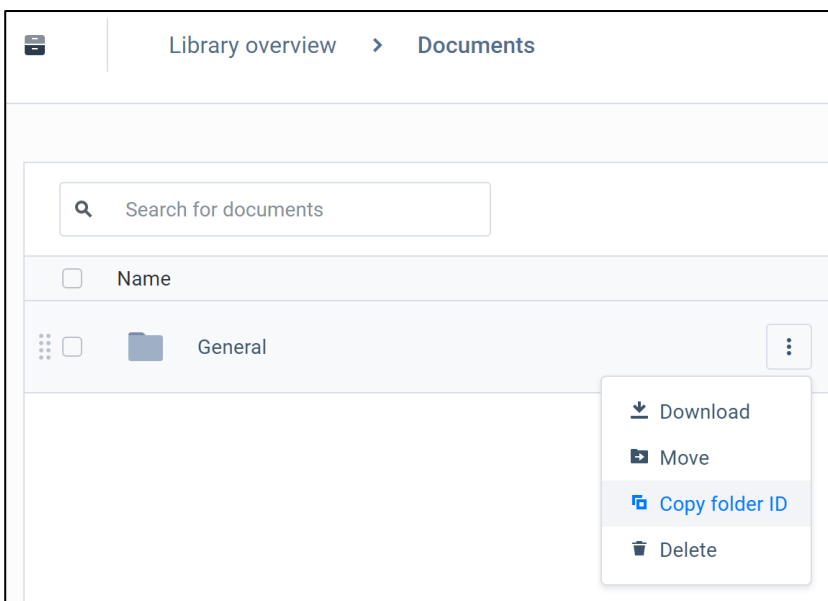 Library overview > Documents
Search for documents
Name
General
Download
Move
Copy folder ID
Delete